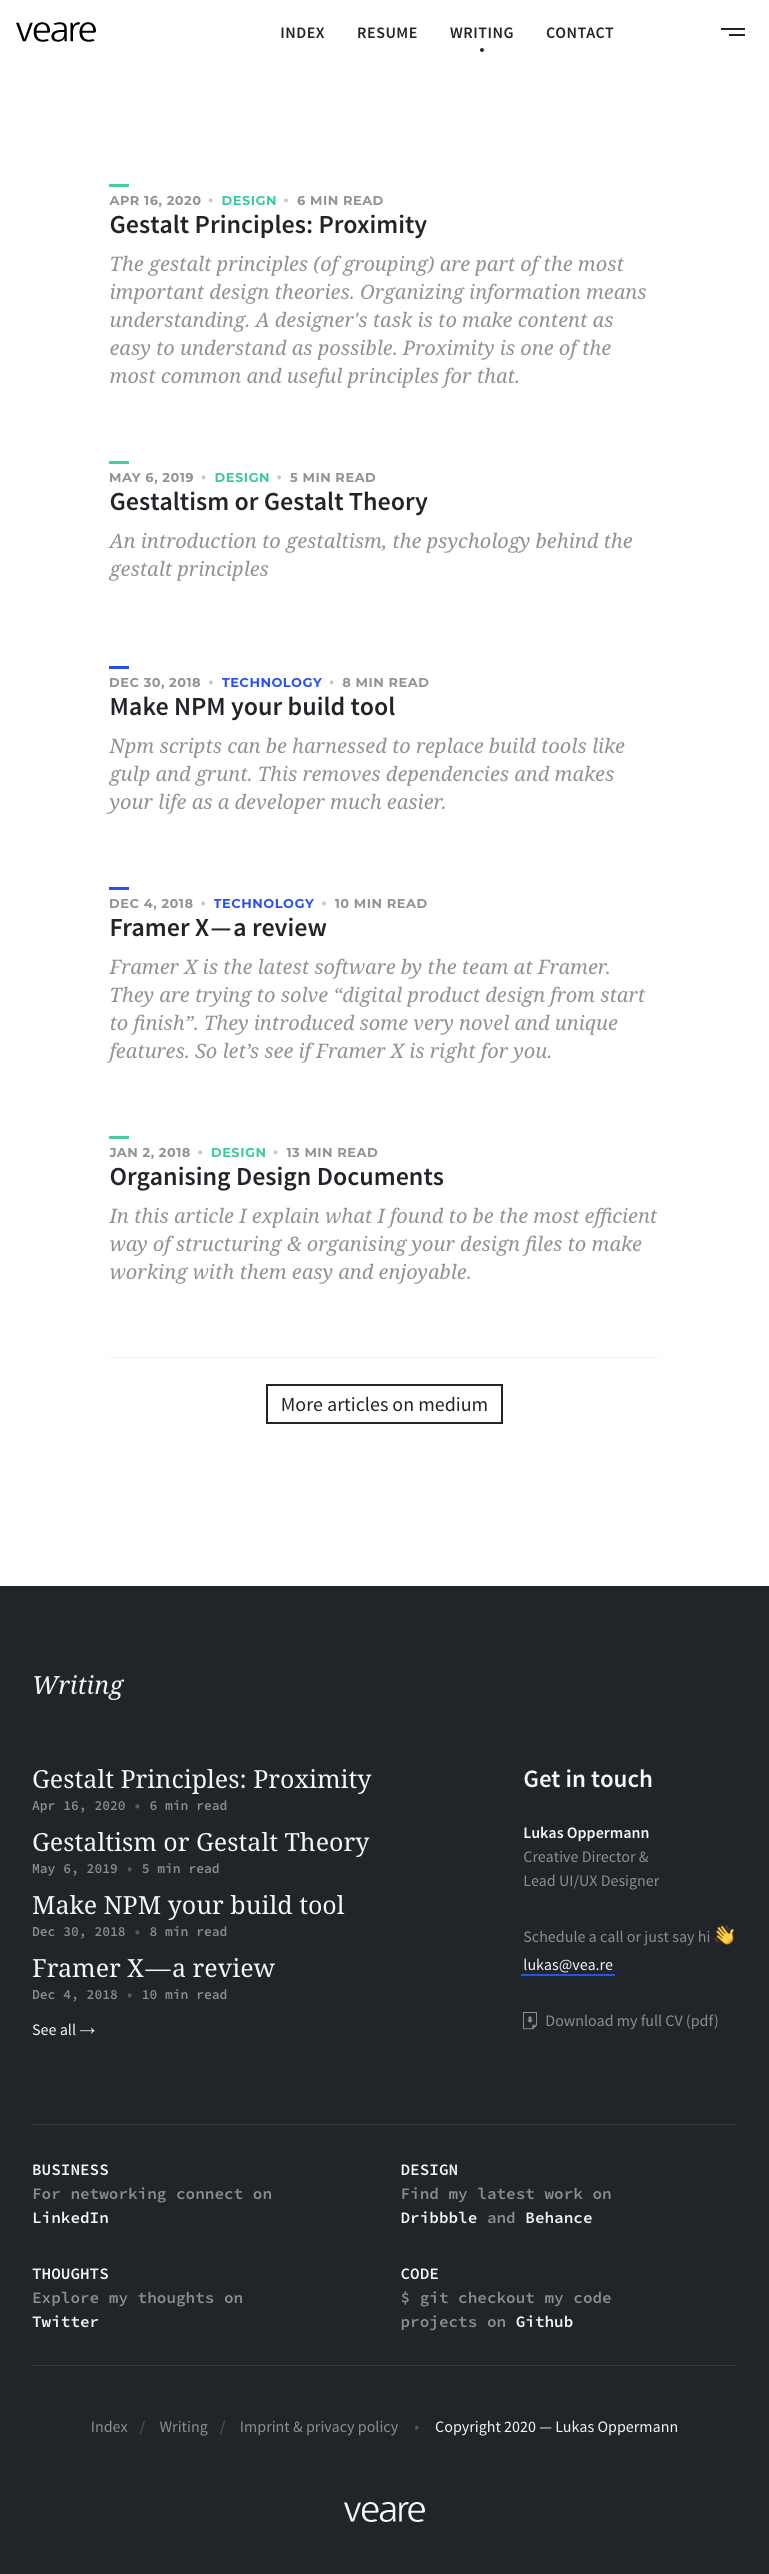 veare
INDEX RESUME WRITING CONTACT
APR 16, 2020 • DESIGN • 6 MIN READ
Gestalt Principles: Proximity
The gestalt principles (of grouping) are part of the most
important design theories. Organizing information means
understanding. A designer's task is to make content as
easy to understand as possible. Proximity is one of the
most common and useful principles for that.
MAY 6, 2019 • DESIGN • 5 MIN READ
Gestaltism or Gestalt Theory
An introduction to gestaltism, the psychology behind the
gestalt principles
DEC 30, 2018 • TECHNOLOGY • 8 MIN READ
Make NPM your build tool
Npm scripts can be harnessed to replace build tools like
gulp and grunt. This removes dependencies and makes
your life as a developer much easier.
DEC 4, 2018 • TECHNOLOGY • 10 MIN READ
Framer X—a review
Framer X is the latest software by the team at Framer.
They are trying to solve “digital product design from start
to finish”. They introduced some very novel and unique
features. So let’s see if Framer X is right for you.
JAN 2, 2018 • DESIGN • 13 MIN READ
Organising Design Documents
In this article I explain what I found to be the most efficient
way of structuring & organising your design files to make
working with them easy and enjoyable.
More articles on medium
Writing
Gestalt Principles: Proximity
Apr 16, 2020 • 6 min read
Gestaltism or Gestalt Theory
May 6, 2019 • 5 min read
Make NPM your build tool
Dec 30, 2018 • 8 min read
Framer X—a review
Dec 4, 2018 • 10 min read
See all →
Get in touch
Lukas Oppermann
Creative Director &
Lead UI/UX Designer
Schedule a call or just say hi 👋
lukas@vea.re
Download my full CV (pdf)
BUSINESS
For networking connect on
LinkedIn
DESIGN
Find my latest work on
Dribbble and Behance
THOUGHTS
Explore my thoughts on
Twitter
CODE
$ git checkout my code
projects on Github
Index / Writing / Imprint & privacy policy • Copyright 2020 — Lukas Oppermann
veare